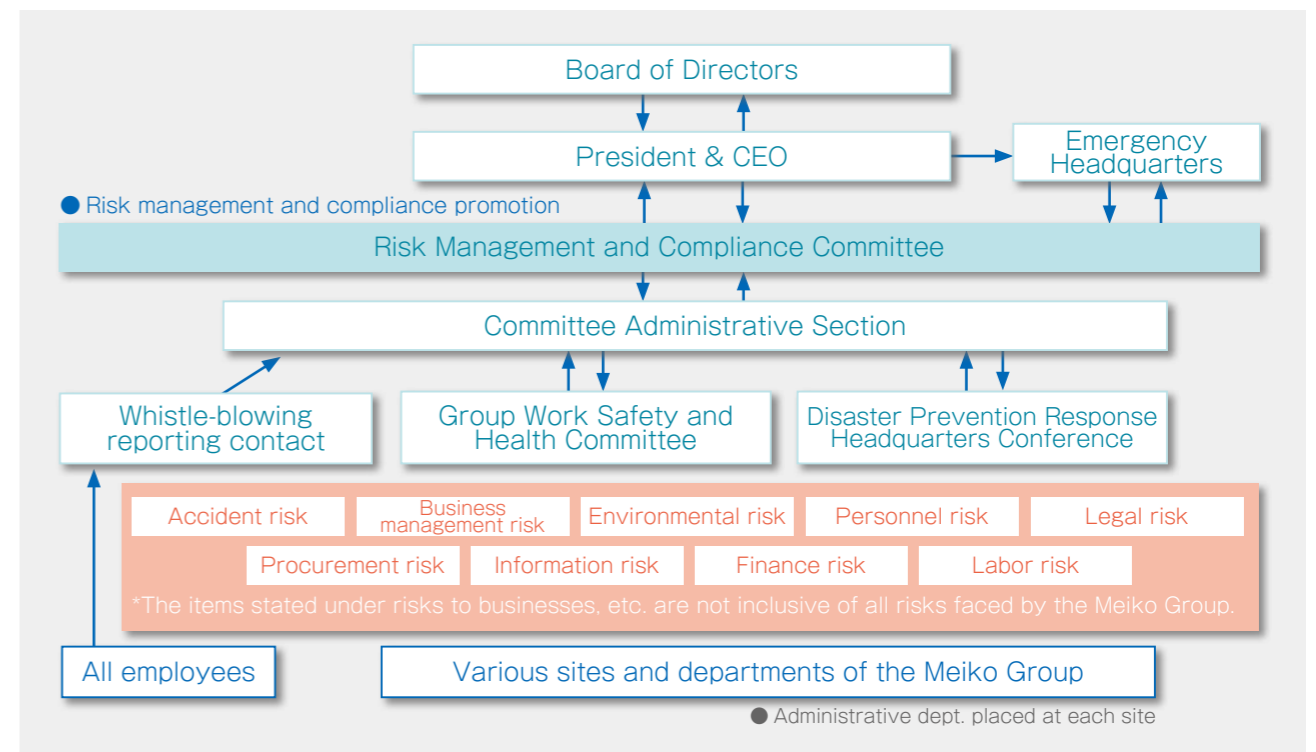 Board of Directors
President & CEO
Emergency
Headquarters
● Risk management and compliance promotion
Risk Management and Compliance Committee
Committee Administrative Section
Whistle-blowing
reporting contact
Group Work Safety and
Health Committee
Disaster Prevention Response
Headquarters Conference
Accident risk
Business
management risk
Environmental risk
Personnel risk
Legal risk
Procurement risk
Information risk
Finance risk
Labor risk
*The items stated under risks to businesses, etc. are not inclusive of all risks faced by the Meiko Group.
All employees
Various sites and departments of the Meiko Group
● Administrative dept. placed at each site